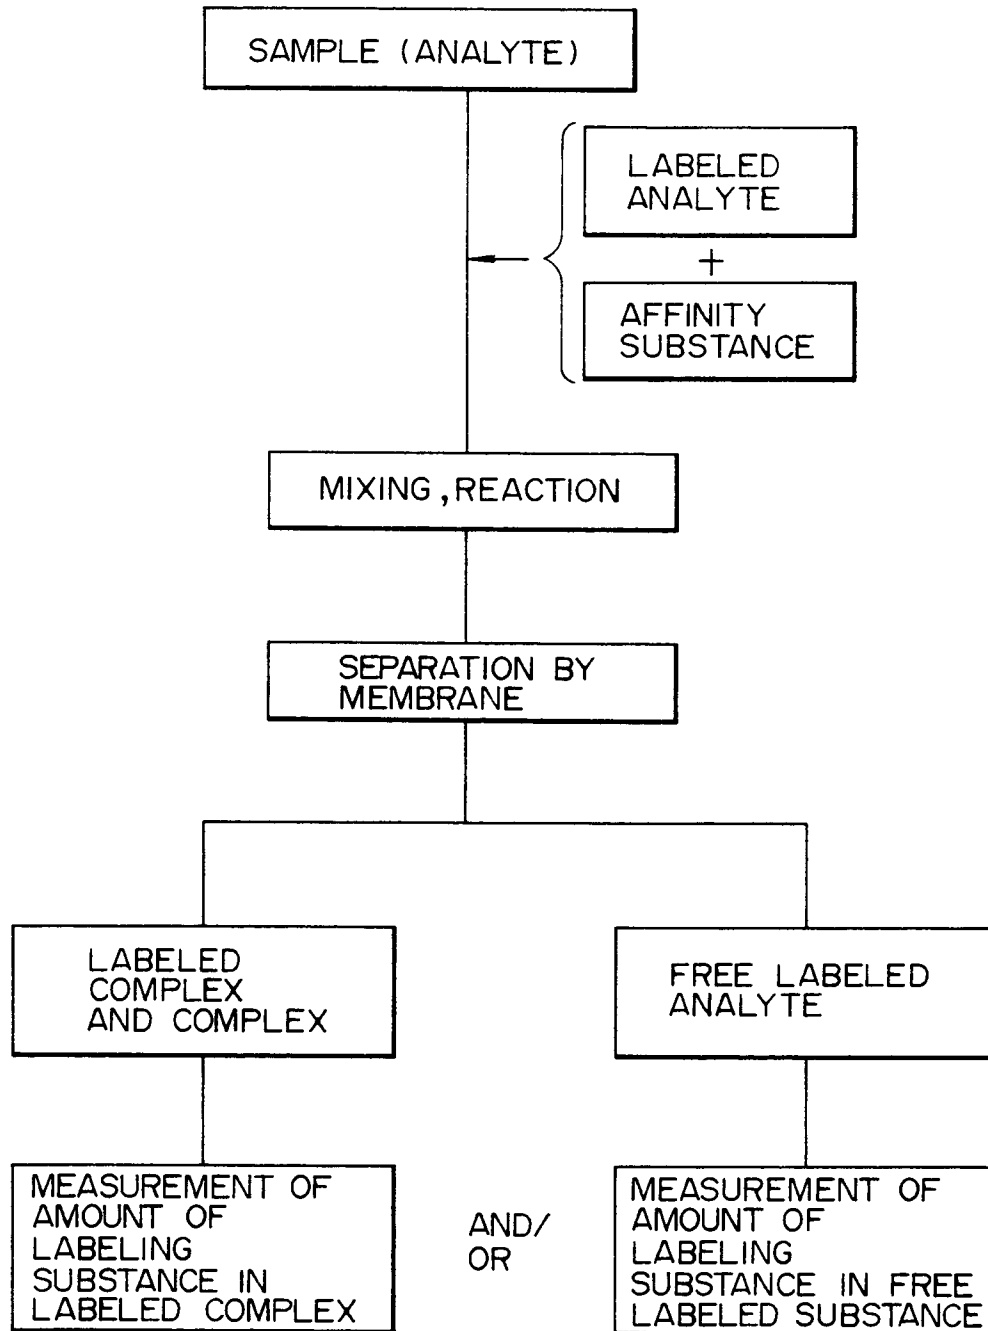 SAMPLE (ANALYTE)
LABELED
ANALYTE
+
AFFINITY
SUBSTANCE
MIXING, REACTION
SEPARATION BY
MEMBRANE
LABELED
COMPLEX
AND COMPLEX
FREE LABELED
ANALYTE
MEASUREMENT OF
AMOUNT OF
LABELING
SUBSTANCE IN
LABELED COMPLEX
AND/
OR
MEASUREMENT OF
AMOUNT OF
LABELING
SUBSTANCE IN FREE
LABELED SUBSTANCE